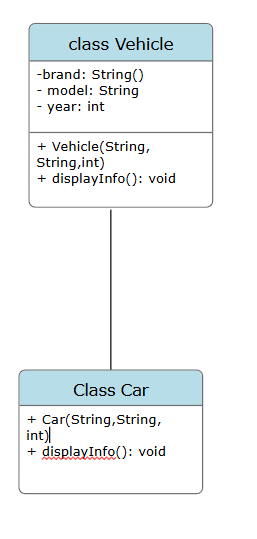 class Vehicle
-brand: String()
- model: String
- year: int
+ Vehicle(String,
String,int)
+ displayInfo(): void
Class Car
+ Car(String,String,
int)
+ displayInfo(): void